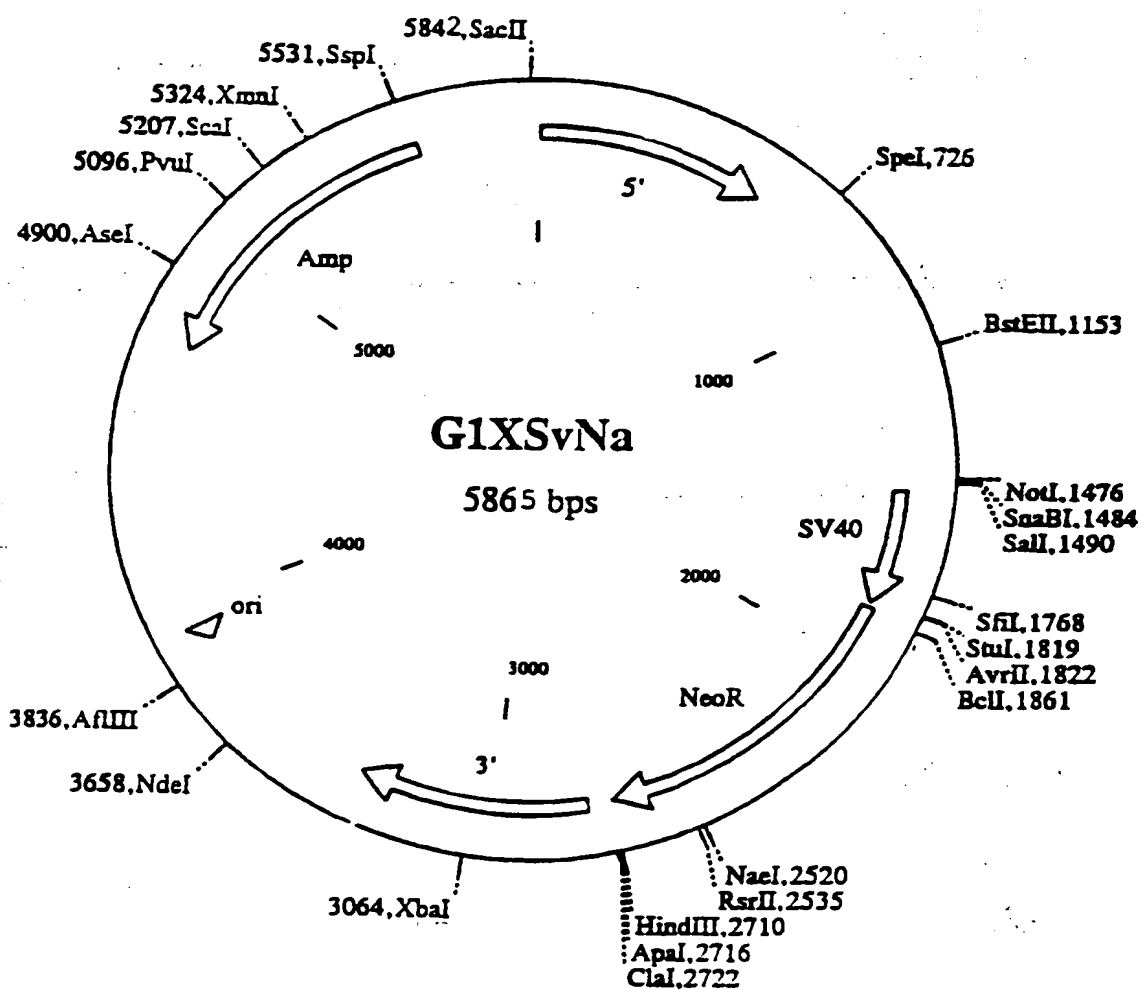 5842,SacII
5531,SspI
5324,XmnI
5207,ScaI
5096,PvuI
4900,AseI
SpeI,726
5'
I
Amp
5000
BstEII,1153
1000
G1XSvNa
5865 bps
NotI,1476
SnaBI,1484
SalI,1490
SV40
4000
2000
ori
SfiI,1768
StuI,1819
AvrII,1822
BclI,1861
3000
NeoR
3836,AflIII
3'
3658,NdeI
NaeI,2520
RsrII,2535
3064,XbaI
HindIII,2710
ApaI,2716
ClaI,2722